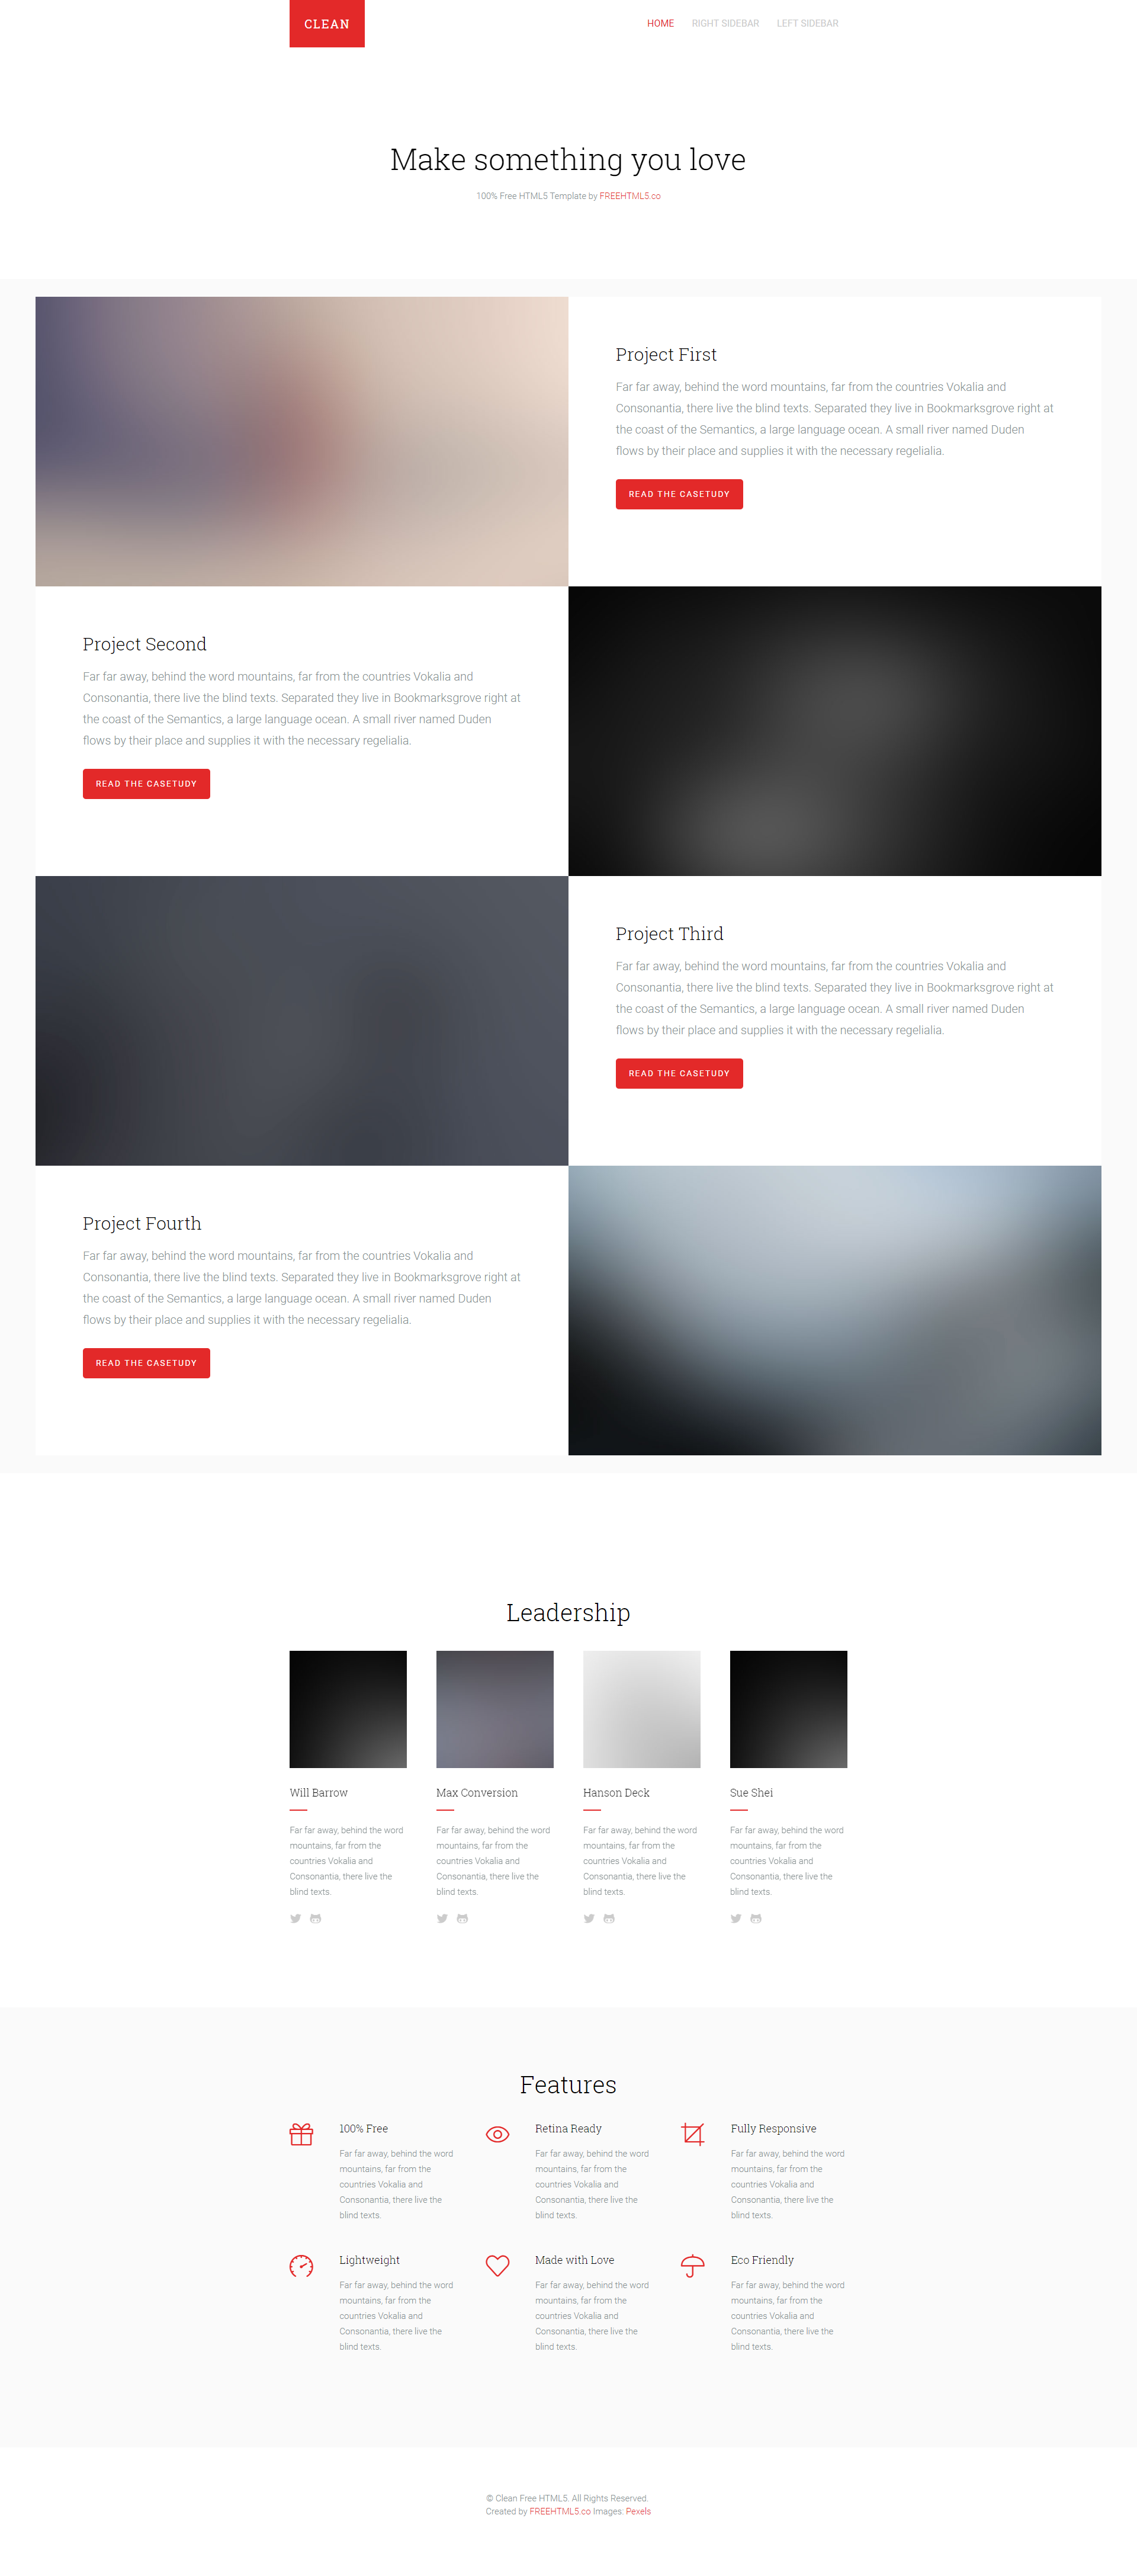 CLEAN
HOME RIGHT SIDEBAR LEFT SIDEBAR
Make something you love
100% Free HTML5 Template by FREEHTML5.co
Project First
Far far away, behind the word mountains, far from the countries Vokalia and
Consonantia, there live the blind texts. Separated they live in Bookmarksgrove right at
the coast of the Semantics, a large language ocean. A small river named Duden
flows by their place and supplies it with the necessary regelialia.
READ THE CASETUDY
Project Second
Far far away, behind the word mountains, far from the countries Vokalia and
Consonantia, there live the blind texts. Separated they live in Bookmarksgrove right at
the coast of the Semantics, a large language ocean. A small river named Duden
flows by their place and supplies it with the necessary regelialia.
READ THE CASETUDY
Project Third
Far far away, behind the word mountains, far from the countries Vokalia and
Consonantia, there live the blind texts. Separated they live in Bookmarksgrove right at
the coast of the Semantics, a large language ocean. A small river named Duden
flows by their place and supplies it with the necessary regelialia.
READ THE CASETUDY
Project Fourth
Far far away, behind the word mountains, far from the countries Vokalia and
Consonantia, there live the blind texts. Separated they live in Bookmarksgrove right at
the coast of the Semantics, a large language ocean. A small river named Duden
flows by their place and supplies it with the necessary regelialia.
READ THE CASETUDY
Leadership
Will Barrow
Far far away, behind the word
mountains, far from the
countries Vokalia and
Consonantia, there live the
blind texts.
Max Conversion
Far far away, behind the word
mountains, far from the
countries Vokalia and
Consonantia, there live the
blind texts.
Hanson Deck
Far far away, behind the word
mountains, far from the
countries Vokalia and
Consonantia, there live the
blind texts.
Sue Shei
Far far away, behind the word
mountains, far from the
countries Vokalia and
Consonantia, there live the
blind texts.
Features
100% Free
Far far away, behind the word
mountains, far from the
countries Vokalia and
Consonantia, there live the
blind texts.
Retina Ready
Far far away, behind the word
mountains, far from the
countries Vokalia and
Consonantia, there live the
blind texts.
Fully Responsive
Far far away, behind the word
mountains, far from the
countries Vokalia and
Consonantia, there live the
blind texts.
Lightweight
Far far away, behind the word
mountains, far from the
countries Vokalia and
Consonantia, there live the
blind texts.
Made with Love
Far far away, behind the word
mountains, far from the
countries Vokalia and
Consonantia, there live the
blind texts.
Eco Friendly
Far far away, behind the word
mountains, far from the
countries Vokalia and
Consonantia, there live the
blind texts.
© Clean Free HTML5. All Rights Reserved.
Created by FREEHTML5.co Images: Pexels